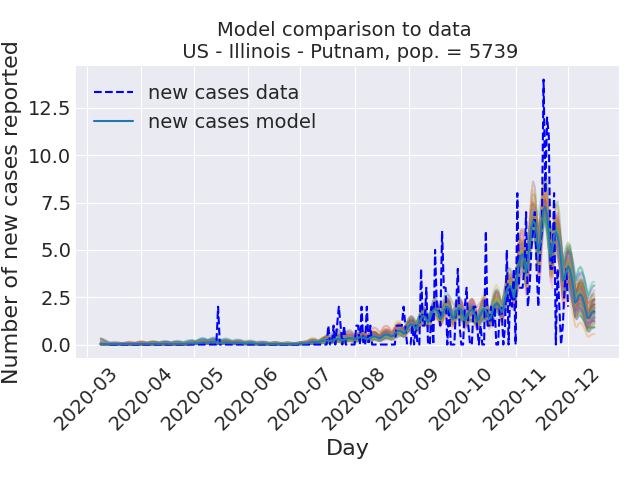 Model comparison to data
US - Illinois - Putnam, pop. = 5739
new cases data
new cases model
Number of new cases reported
12.5
10.0
7.5
5.0
2.5
0.0
2020-03
2020-04
2020-05
2020-06
2020-07
2020-08
2020-09
2020-10
2020-11
2020-12
Day